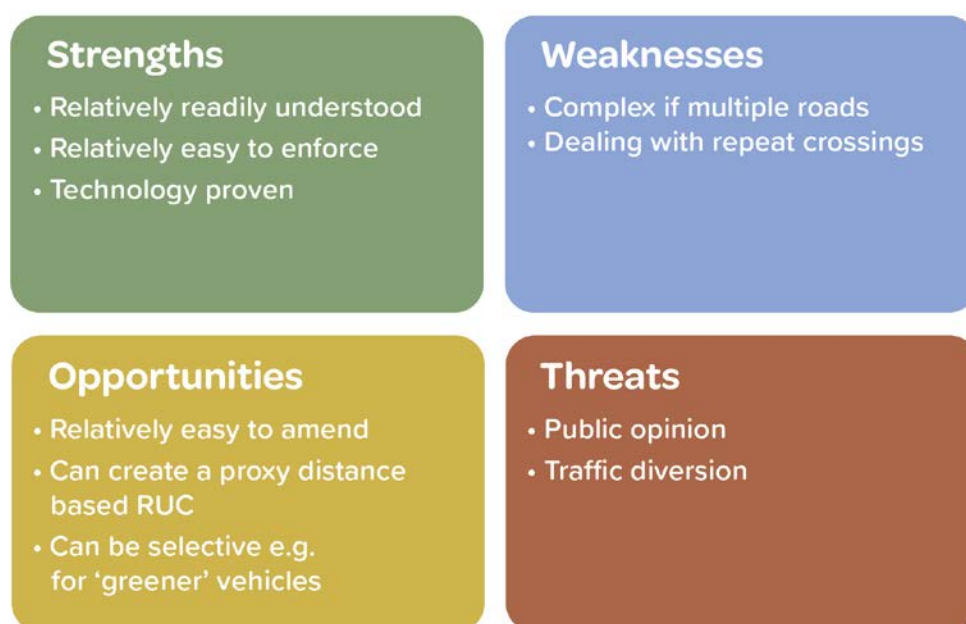 Strengths
• Relatively readily understood
• Relatively easy to enforce
• Technology proven
Weaknesses
• Complex if multiple roads
• Dealing with repeat crossings
Opportunities
• Relatively easy to amend
• Can create a proxy distance
based RUC
• Can be selective e.g.
for ‘greener’ vehicles
Threats
• Public opinion
• Traffic diversion